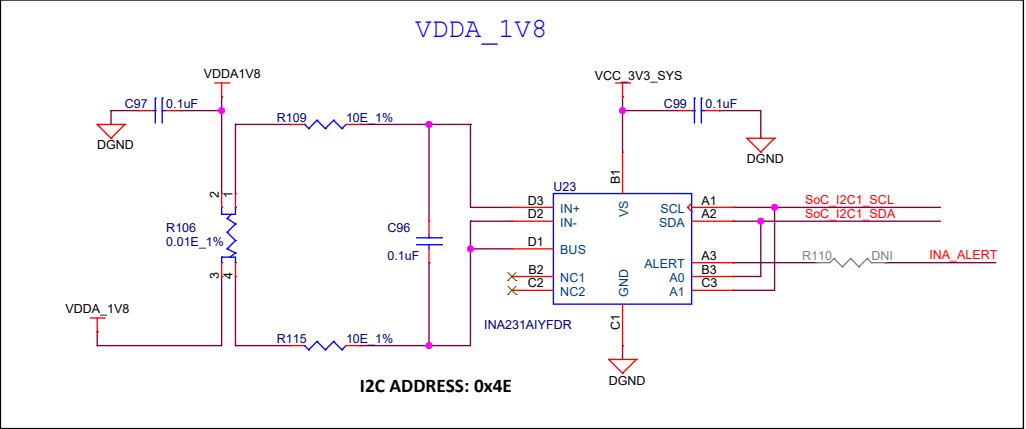 VDDA_1V8
VDDA1V8
VCC_3V3_SYS
C97
0.1uF
C99
0.1uF
DGND
R109
10E_1%
DGND
2
1
B1
U23
D3
IN+
VS
SCL
A1
SoC_I2C1_SCL
D2
IN-
SDA
A2
SoC_I2C1_SDA
R106
0.01E_1%
C96
0.1uF
D1
BUS
ALERT
A3
R110
DNI
INA_ALERT
B2
NC1
A0
B3
C2
NC2
A1
C3
GND
3
4
C1
VDDA_1V8
INA231AIYFDR
R115
10E_1%
DGND
I2C ADDRESS: 0x4E